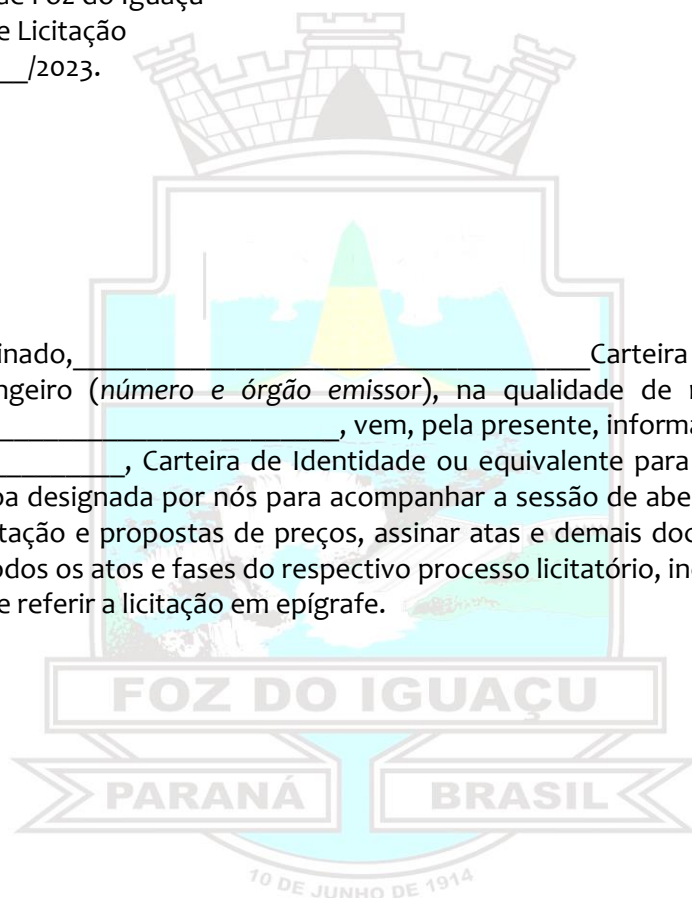 de Foz do Iguaçu
e Licitação
__/2023.
inado,____________________________________Carteira
ngeiro (número e órgão emissor), na qualidade de
________________________, vem, pela presente, informa
_________, Carteira de Identidade ou equivalente para
oa designada por nós para acompanhar a sessão de abe
tação e propostas de preços, assinar atas e demais doc
odos os atos e fases do respectivo processo licitatório, in
e referir a licitação em epígrafe.
FOZ DO IGUAÇU
PARANÁ BRASIL
10 DE JUNHO DE 1914